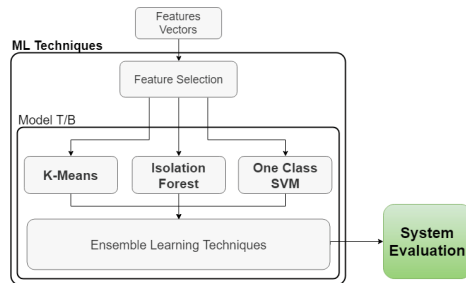 Features
Vectors
ML Techniques
Feature Selection
Model T/B
K-Means
Isolation
Forest
One Class
SVM
Ensemble Learning Techniques
System
Evaluation